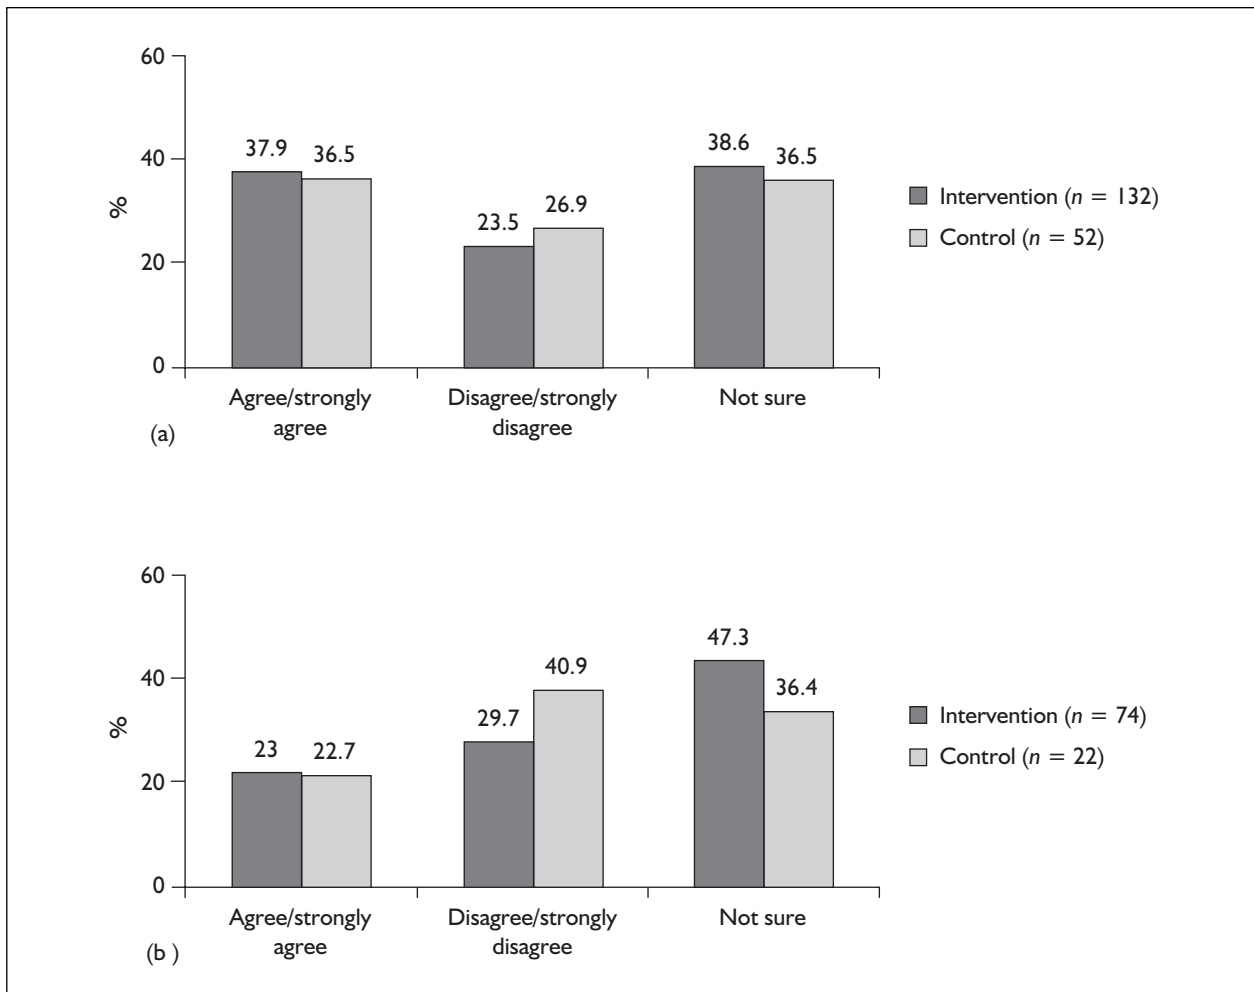 60
40
20
0
%
37.9 36.5
23.5 26.9
38.6 36.5
Agree/strongly
agree
Disagree/strongly
disagree
Not sure
Intervention (n = 132)
Control (n = 52)
(a)
60
40
20
0
%
23 22.7
29.7 40.9
47.3 36.4
Agree/strongly
agree
Disagree/strongly
disagree
Not sure
Intervention (n = 74)
Control (n = 22)
(b )